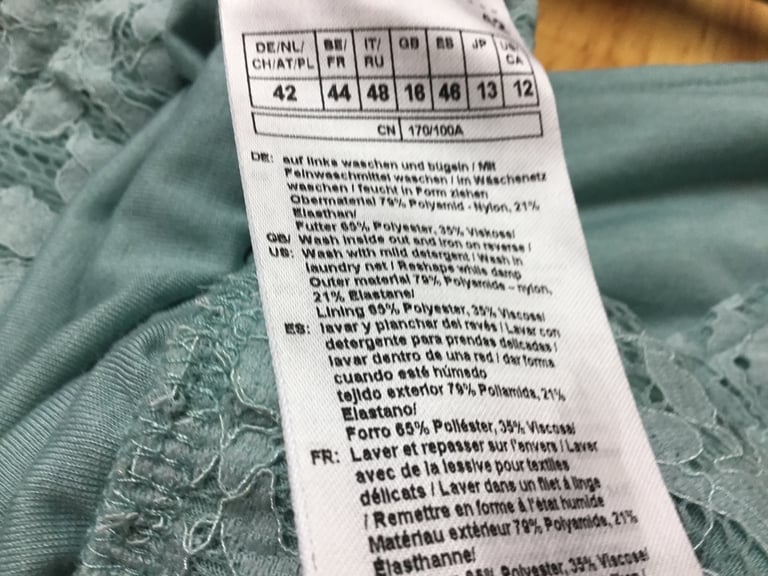 DE/NL/ BE/ IT/ GB ES JP US/
CH/AT/PL FR RU CA
42 44 48 16 46 13 12
CN 170/100A
DE: auf links waschen und bügeln / Mit
Feinwaschmittel waschen / im Wäschenetz
waschen / feucht in Form ziehen
Obermaterial 79% Polyamid - Nylon, 21%
Elasthan/
Futter 65% Polyester, 35% Viskose/
GB/ Wash inside out and iron on reverse /
US: Wash with mild detergent / Wash in
laundry net / Reshape while damp
Outer material 79% Polyamide - nylon,
21% Elastane/
Lining 65% Polyester, 35% Viscose/
ES: lavar y planchar del revés / Lavar con
detergente para prendas delicadas /
lavar dentro de una red / dar forma
cuando esté húmedo
tejido exterior 79% Poliamida, 21%
Elastano/
Forro 65% Poliéster, 35% Viscosa/
FR: Laver et repasser sur l'envers / Laver
avec de la lessive pour textiles
délicats / Laver dans un filet à linge
/ Remettre en forme à l'état humide
Matériau extérieur 79% Polyamide, 21%
Élasthanne/
65% Polyester, 35% Viscose/